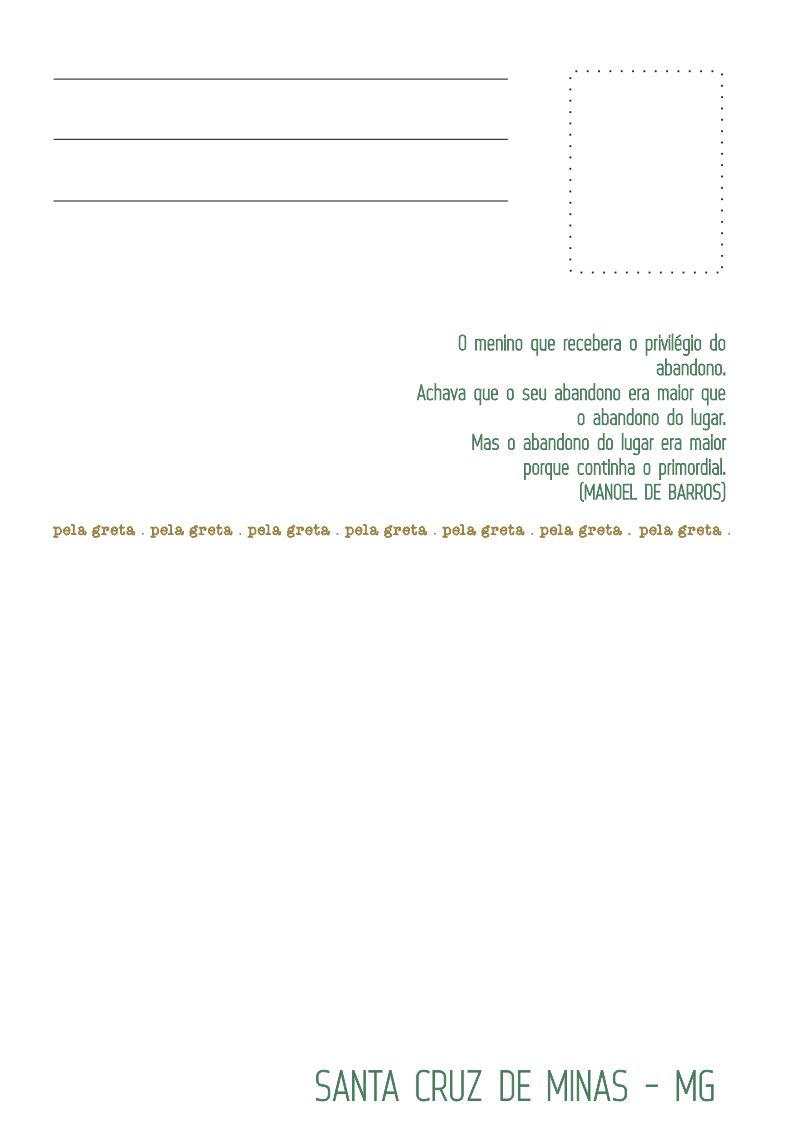 O menino que recebera o privilégio do
abandono.
Achava que o seu abandono era maior que
o abandono do lugar.
Mas o abandono do lugar era maior
porque continha o primordial.
(MANOEL DE BARROS)
pela greta . pela greta . pela greta . pela greta . pela greta . pela greta . pela greta .
SANTA CRUZ DE MINAS - MG